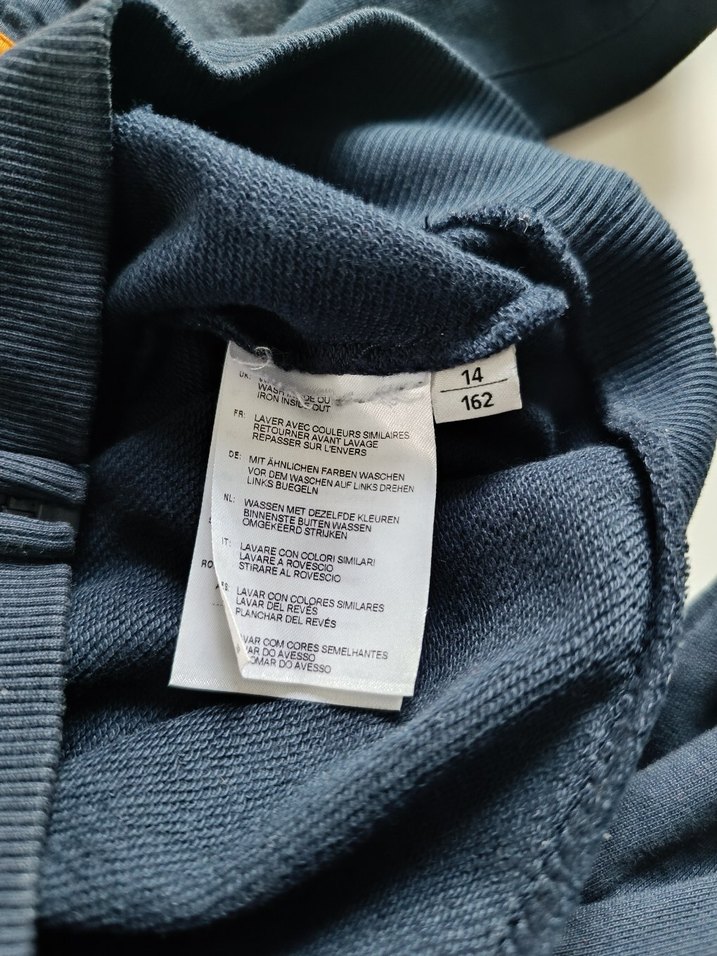 UK:
WASH
IRON INSIDE OUT
FR: LAVER AVEC COULEURS SIMILAIRES
RETOURNER AVANT LAVAGE
REPASSER SUR L'ENVERS
DE: MIT ÄHNLICHEN FARBEN WASCHEN
VOR DEM WASCHEN AUF LINKS DREHEN
LINKS BUEGELN
NL: WASSEN MET DEZELFDE KLEUREN
BINNENSTE BUITEN WASSEN
OMGEKEERD STRIJKEN
IT: LAVARE CON COLORI SIMILARI
LAVARE A ROVESCIO
STIRARE AL ROVESCIO
LAVAR CON COLORES SIMILARES
LAVAR DEL REVÉS
PLANCHAR DEL REVÉS
VAR COM CORES SEMELHANTES
VAR DO AVESSO
OMAR DO AVESSO
RO
14
162